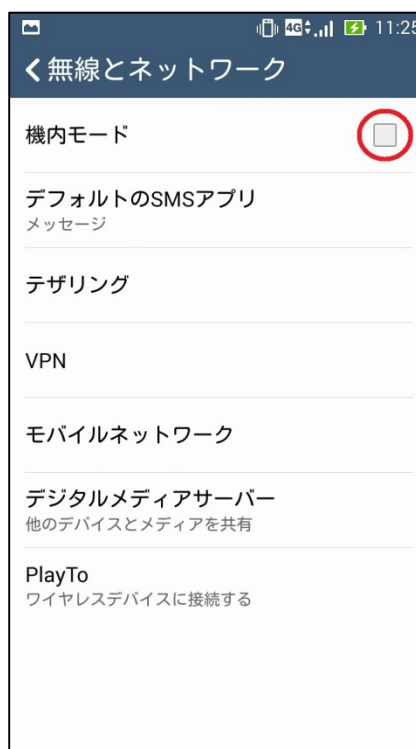 4G 11:25
無線とネットワーク
機内モード
デフォルトのSMSアプリ
メッセージ
テザリング
VPN
モバイルネットワーク
デジタルメディアサーバー
他のデバイスとメディアを共有
PlayTo
ワイヤレスデバイスに接続する